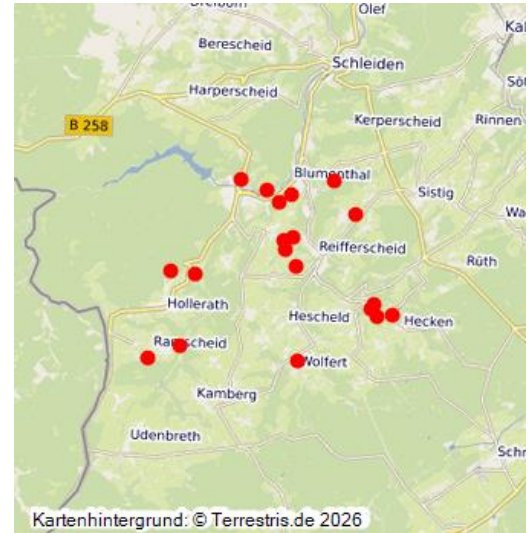 Olef
Berescheid
Schleiden
Harperscheid
Kerperscheid
Rinnen
B 258
Blumenthal
Sistig
Reifferscheid
Rüth
Hollerath
Hescheld
Hecken
Wolfert
Kamberg
Udenbreth
Kartenhintergrund: © Terrestris.de 2026